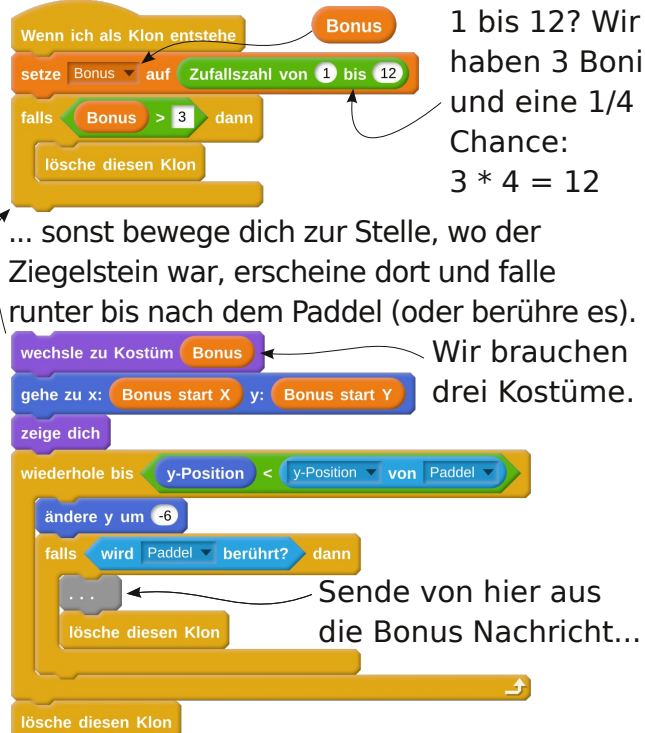 Wenn ich als Klon entstehe
Bonus
setze Bonus auf Zufallszahl von 1 bis 12
falls Bonus > 3 dann
lösche diesen Klon
1 bis 12? Wir
haben 3 Boni
und eine 1/4
Chance:
3 * 4 = 12
... sonst bewege dich zur Stelle, wo der
Ziegelstein war, erscheine dort und falle
runter bis nach dem Paddel (oder berühre es).
wechsle zu Kostüm Bonus
Wir brauchen
drei Kostüme.
gehe zu x: Bonus start X y: Bonus start Y
zeige dich
wiederhole bis y-Position < y-Position von Paddel
ändere y um -6
falls wird Paddel berührt? dann
...
Sende von hier aus
die Bonus Nachricht...
lösche diesen Klon
lösche diesen Klon